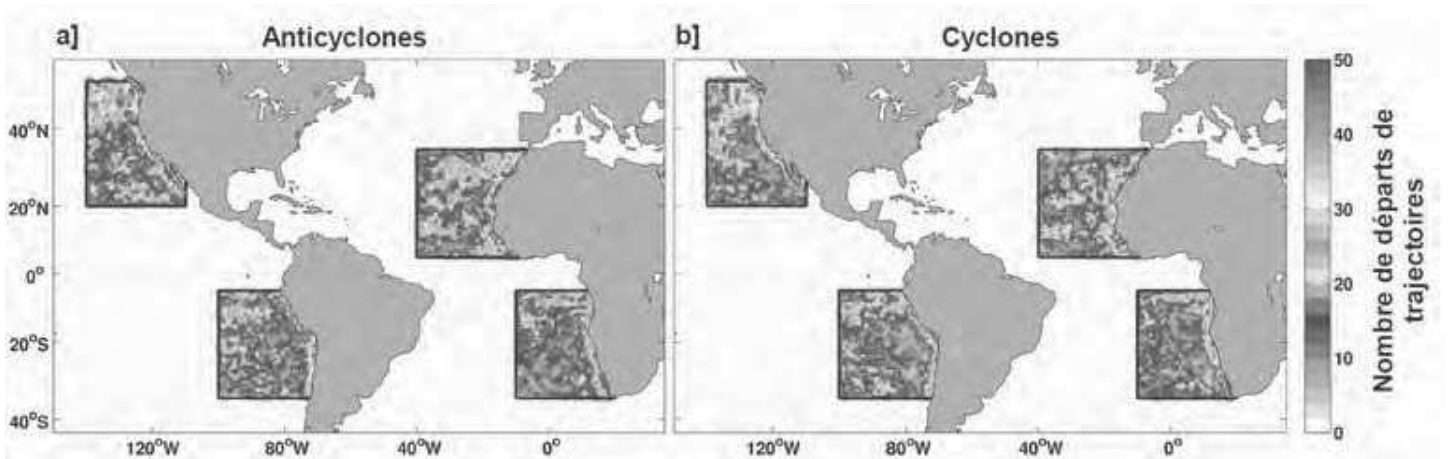 a] Anticyclones
b] Cyclones
40°N
20°N
0°
20°S
40°S
120°W 80°W 40°W 0°
120°W 80°W 40°W 0°
50
40
30
20
10
0
Nombre de départs de
trajectoires